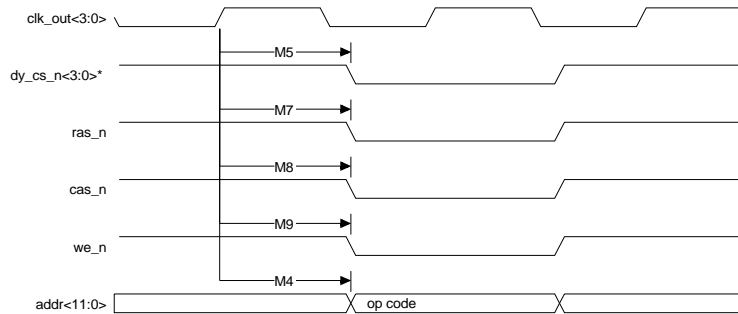 clk_out<3:0>
M5
dy_cs_n<3:0>*
M7
ras_n
M8
cas_n
M9
we_n
M4
addr<11:0> op code